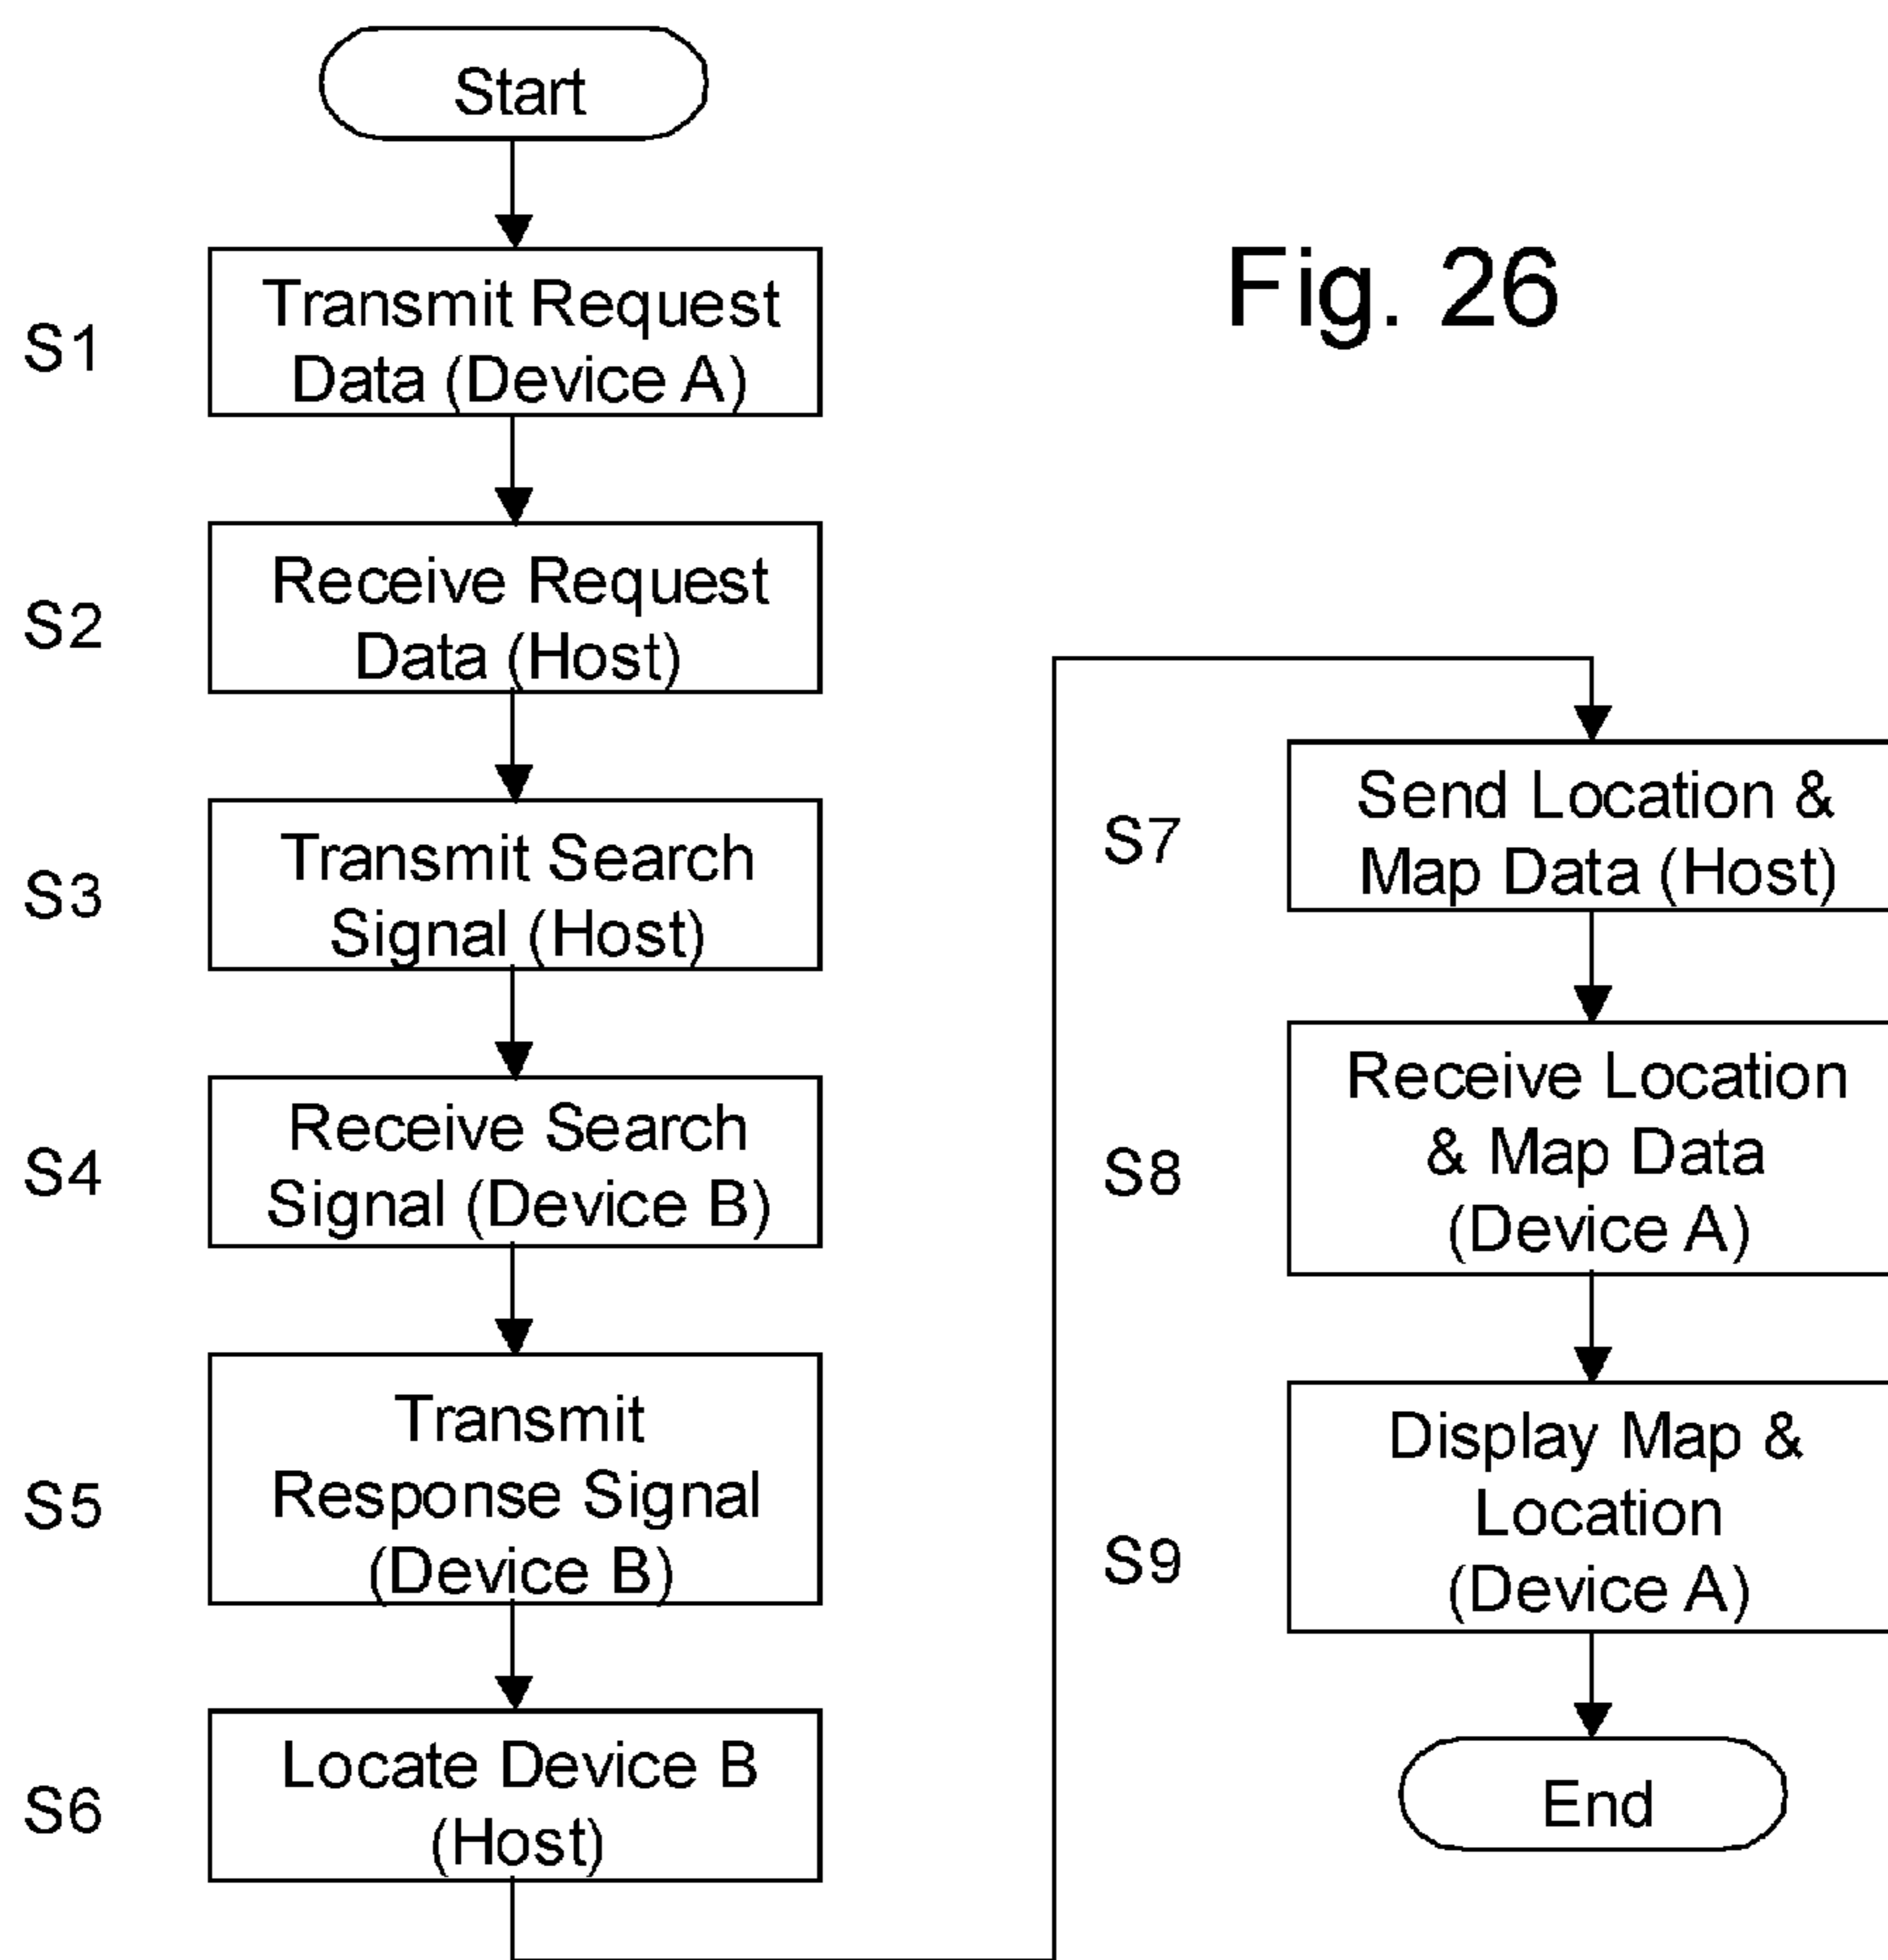 Start
S1
Transmit Request
Data (Device A)
S2
Receive Request
Data (Host)
S3
Transmit Search
Signal (Host)
S4
Receive Search
Signal (Device B)
S5
Transmit
Response Signal
(Device B)
S6
Locate Device B
(Host)
Fig. 26
S7
Send Location &
Map Data (Host)
S8
Receive Location
& Map Data
(Device A)
S9
Display Map &
Location
(Device A)
End